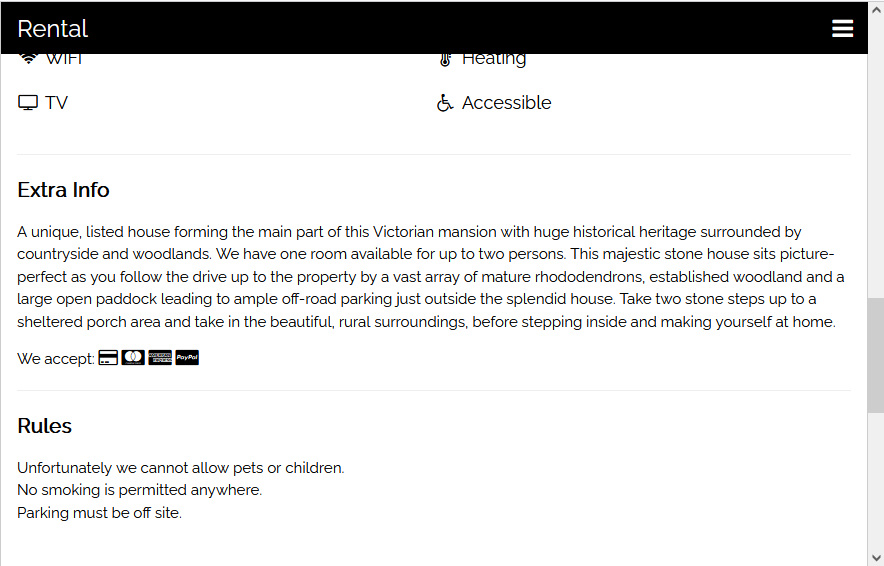 Rental
WIFI
Heating
TV
Accessible
Extra Info
A unique, listed house forming the main part of this Victorian mansion with huge historical heritage surrounded by
countryside and woodlands. We have one room available for up to two persons. This majestic stone house sits picture-
perfect as you follow the drive up to the property by a vast array of mature rhododendrons, established woodland and a
large open paddock leading to ample off-road parking just outside the splendid house. Take two stone steps up to a
sheltered porch area and take in the beautiful, rural surroundings, before stepping inside and making yourself at home.
We accept: PayPal
Rules
Unfortunately we cannot allow pets or children.
No smoking is permitted anywhere.
Parking must be off site.